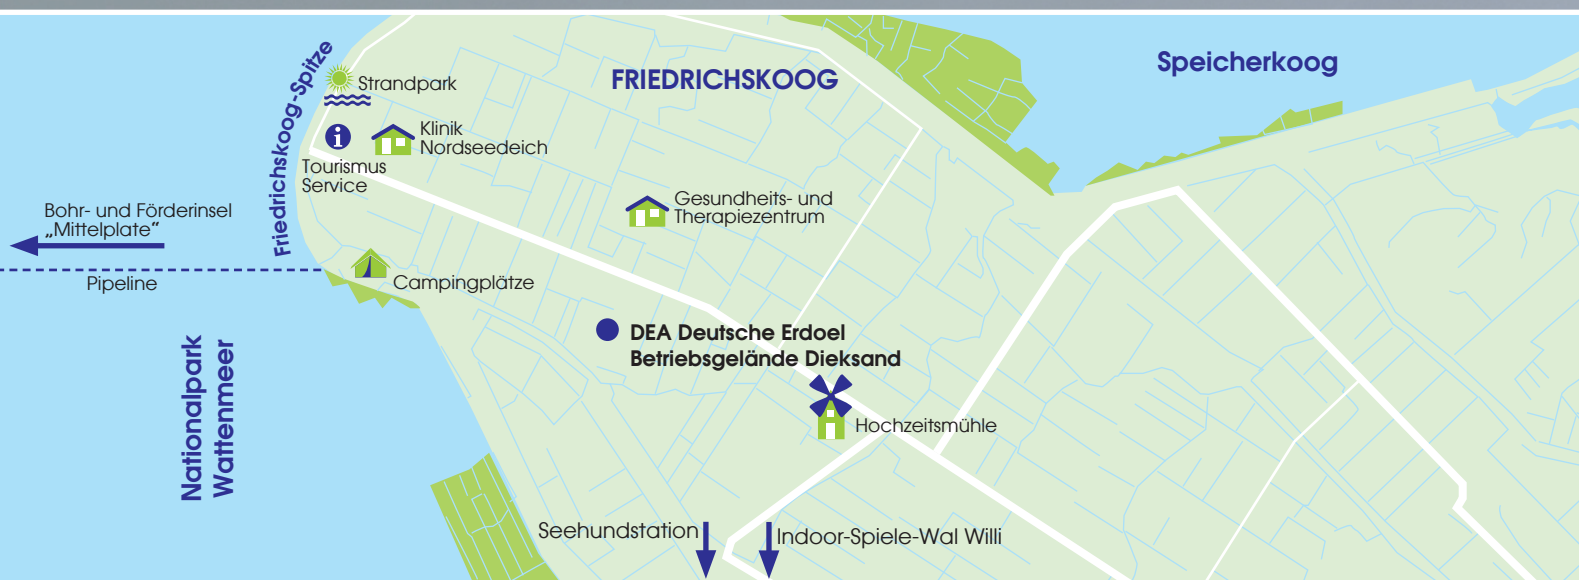 Friedrichskoog-Spitze
Strandpark
FRIEDRICHSKOOG
Speicherkoog
Klinik
Nordseedeich
Tourismus
Service
Gesundheits- und
Therapiezentrum
Bohr- und Förderinsel
„Mittelplate“
Pipeline
Campingplätze
DEA Deutsche Erdoel
Betriebsgelände Dieksand
Nationalpark
Wattenmeer
Hochzeitsmühle
Seehundstation
Indoor-Spiele-Wal Willi